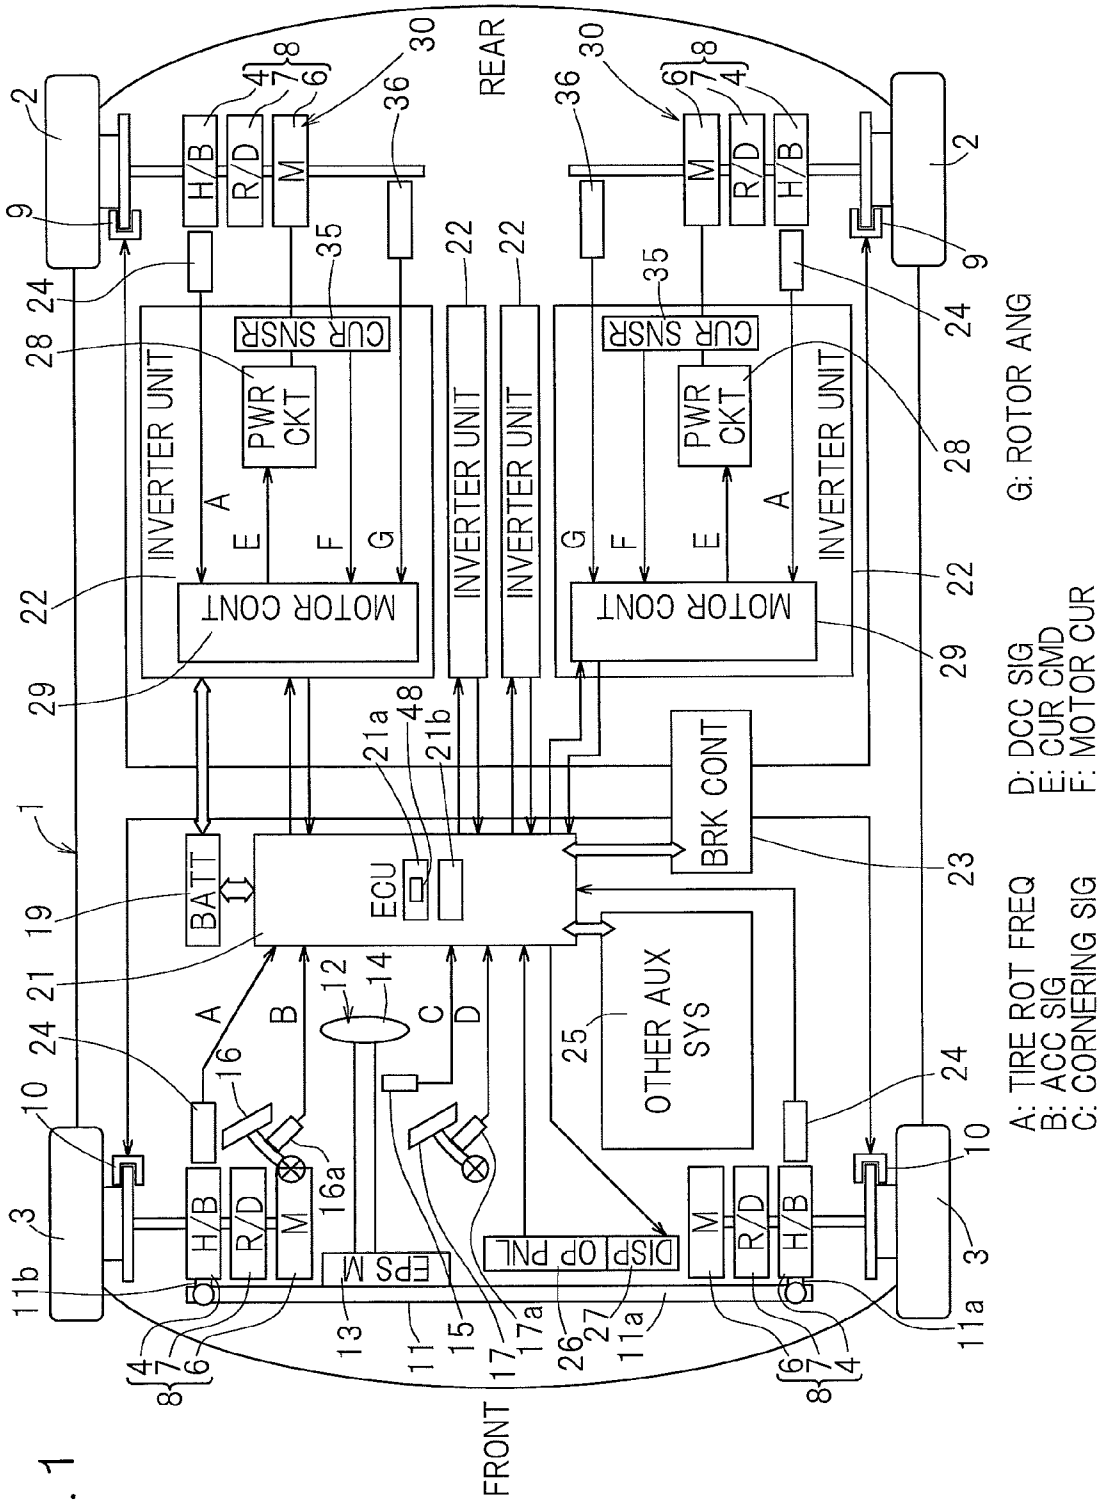 . 1
FRONT
REAR
1
2
9
24
28
22
29
H/B
R/D
M
4
7
6
8
30
36
35
INVERTER UNIT
CUR SNSR
PWR
CKT
MOTOR CONT
A
E
F
G
22
INVERTER UNIT
22
INVERTER UNIT
G
F
E
A
MOTOR CONT
PWR
CKT
CUR SNSR
INVERTER UNIT
36
35
30
6
7
4
8
M
R/D
H/B
24
28
22
29
9
2
19
BATT
21
ECU
21a
48
21b
BRK CONT
23
OTHER AUX
SYS
25
3
10
24
16
16a
11b
H/B
R/D
M
4
7
6
8
A
B
12
14
C
D
13
EPS M
11
15
17
17a
26
OP PNL
27
DISP
11a
M
R/D
H/B
6
7
4
8
11a
24
10
3
A: TIRE ROT FREQ
B: ACC SIG
C: CORNERING SIG
D: DCC SIG
E: CUR CMD
F: MOTOR CUR
G: ROTOR ANG